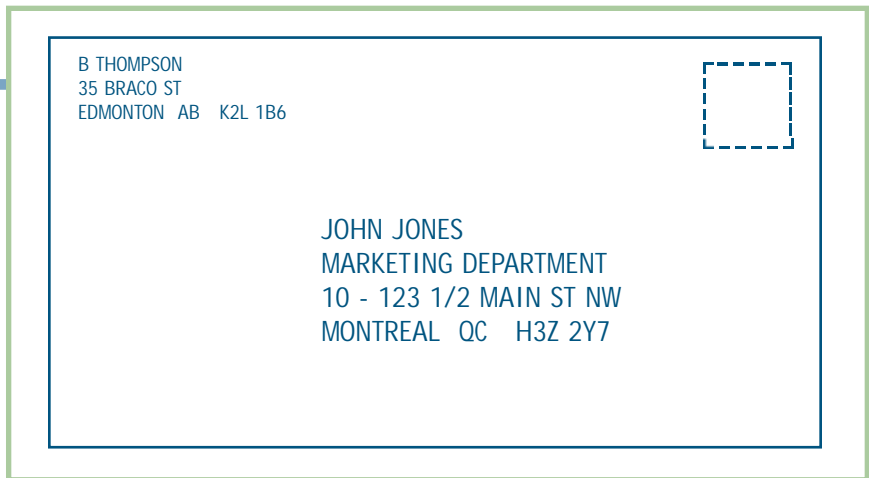 B THOMPSON
35 BRACO ST
EDMONTON AB K2L 1B6
JOHN JONES
MARKETING DEPARTMENT
10 - 123 1/2 MAIN ST NW
MONTREAL QC H3Z 2Y7